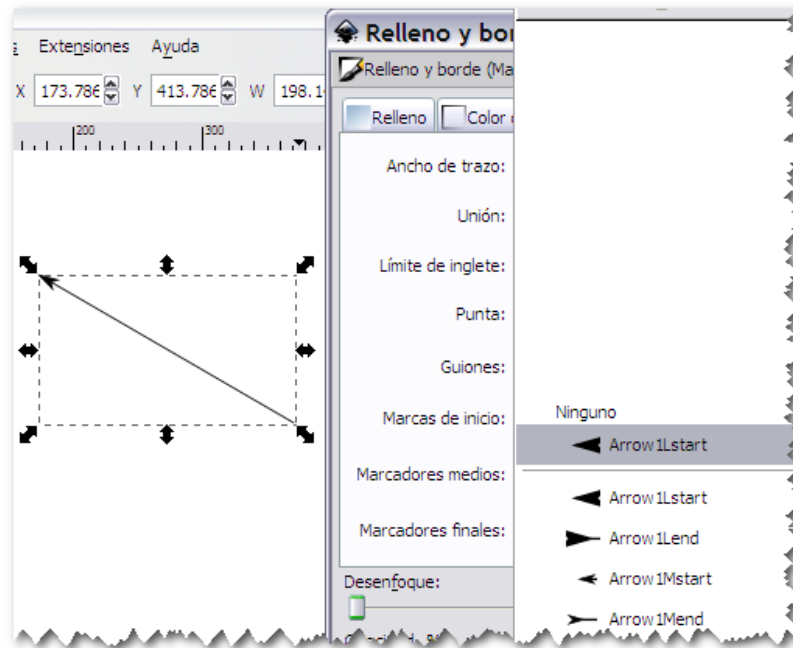 Extensiones Ayuda
X 173.786 Y 413.786 W 198.1
200 300
Relleno y bor
Relleno y borde (Ma
Relleno Color
Ancho de trazo:
Unión:
Límite de inglete:
Punta:
Guiones:
Marcas de inicio:
Marcadores medios:
Marcadores finales:
Desenfoque:
Ninguno
Arrow1Lstart
Arrow1Lstart
Arrow1Lend
Arrow1Mstart
Arrow1Mend